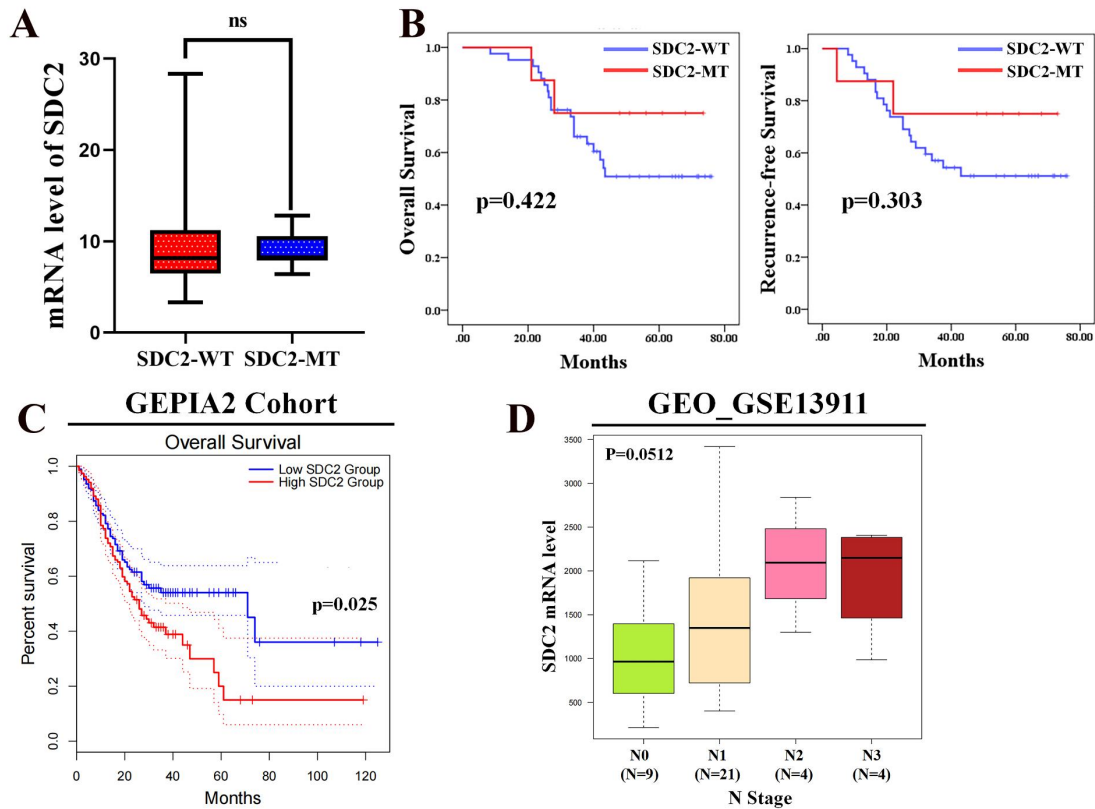 A
ns
mRNA level of SDC2
30
20
10
0
SDC2-WT SDC2-MT
B
SDC2-WT
SDC2-MT
Overall Survival
1.0
0.8
0.6
0.4
0.2
0.0
p=0.422
.00 20.00 40.00 60.00 80.00
Months
SDC2-WT
SDC2-MT
Recurrence-free Survival
1.0
0.8
0.6
0.4
0.2
0.0
p=0.303
.00 20.00 40.00 60.00 80.00
Months
C
GEPIA2 Cohort
Overall Survival
Low SDC2 Group
High SDC2 Group
p=0.025
Percent survival
1.0
0.8
0.6
0.4
0.2
0.0
0 20 40 60 80 100 120
Months
D
GEO_GSE13911
P=0.0512
SDC2 mRNA level
3500
3000
2500
2000
1500
1000
500
N0 N1 N2 N3
(N=9) (N=21) (N=4) (N=4)
N Stage